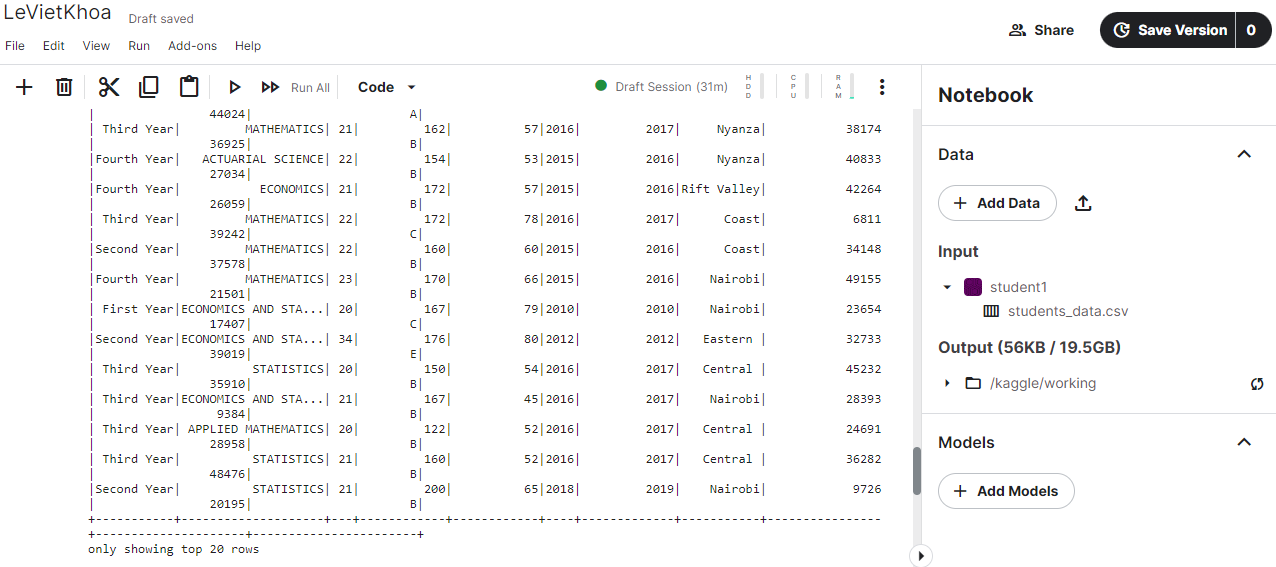 LeVietKhoa Draft saved
File Edit View Run Add-ons Help
Share
Save Version 0
Run All Code
Draft Session (31m)
HDD CPU RAM
| 44024| A|
| Third Year| MATHEMATICS| 21| 162| 57|2016| 2017| Nyanza| 38174
| 36925| B|
|Fourth Year| ACTUARIAL SCIENCE| 22| 154| 53|2015| 2016| Nyanza| 40833
| 27034| B|
|Fourth Year| ECONOMICS| 21| 172| 57|2015| 2016|Rift Valley| 42264
| 26059| B|
| Third Year| MATHEMATICS| 22| 172| 78|2016| 2017| Coast| 6811
| 39242| C|
|Second Year| MATHEMATICS| 22| 160| 60|2015| 2016| Coast| 34148
| 37578| B|
|Fourth Year| MATHEMATICS| 23| 170| 66|2015| 2016| Nairobi| 49155
| 21501| B|
| First Year|ECONOMICS AND STA...| 20| 167| 79|2010| 2010| Nairobi| 23654
| 17407| C|
|Second Year|ECONOMICS AND STA...| 34| 176| 80|2012| 2012| Eastern | 32733
| 39019| E|
| Third Year| STATISTICS| 20| 150| 54|2016| 2017| Central | 45232
| 35910| B|
| Third Year|ECONOMICS AND STA...| 21| 167| 45|2016| 2017| Nairobi| 28393
| 9384| B|
| Third Year| APPLIED MATHEMATICS| 20| 122| 52|2016| 2017| Central | 24691
| 28958| B|
| Third Year| STATISTICS| 21| 160| 52|2016| 2017| Central | 36282
| 48476| B|
|Second Year| STATISTICS| 21| 200| 65|2018| 2019| Nairobi| 9726
| 20195| B|
+-----------+--------------------+---+------------+------------+----+-------------+-----------+----------------
+---------------------+-----------------------+
only showing top 20 rows
Notebook
Data
Add Data
Input
student1
students_data.csv
Output (56KB / 19.5GB)
/kaggle/working
Models
Add Models